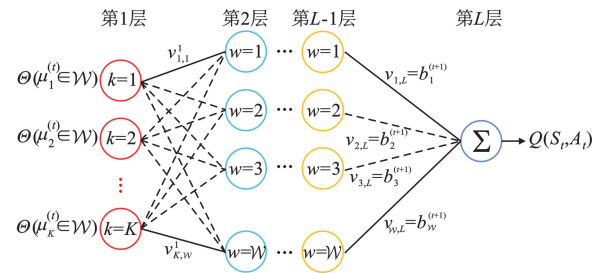 第1层 第2层 第L-1层 第L层
Θ(μ₁⁽ᵗ⁾∈𝒲) k=1 v¹₁,₁ w=1 ··· w=1 v₁,L=b₁⁽ᵗ⁺¹⁾
Θ(μ₂⁽ᵗ⁾∈𝒲) k=2 w=2 ··· w=2 v₂,L=b₂⁽ᵗ⁺¹⁾ Σ Q(Sₜ,Aₜ)
⋮ w=3 ··· w=3 v₃,L=b₃⁽ᵗ⁺¹⁾
Θ(μ_K⁽ᵗ⁾∈𝒲) k=K v¹_K,𝒲 w=𝒲 ··· w=𝒲 v_𝒲,L=b_𝒲⁽ᵗ⁺¹⁾